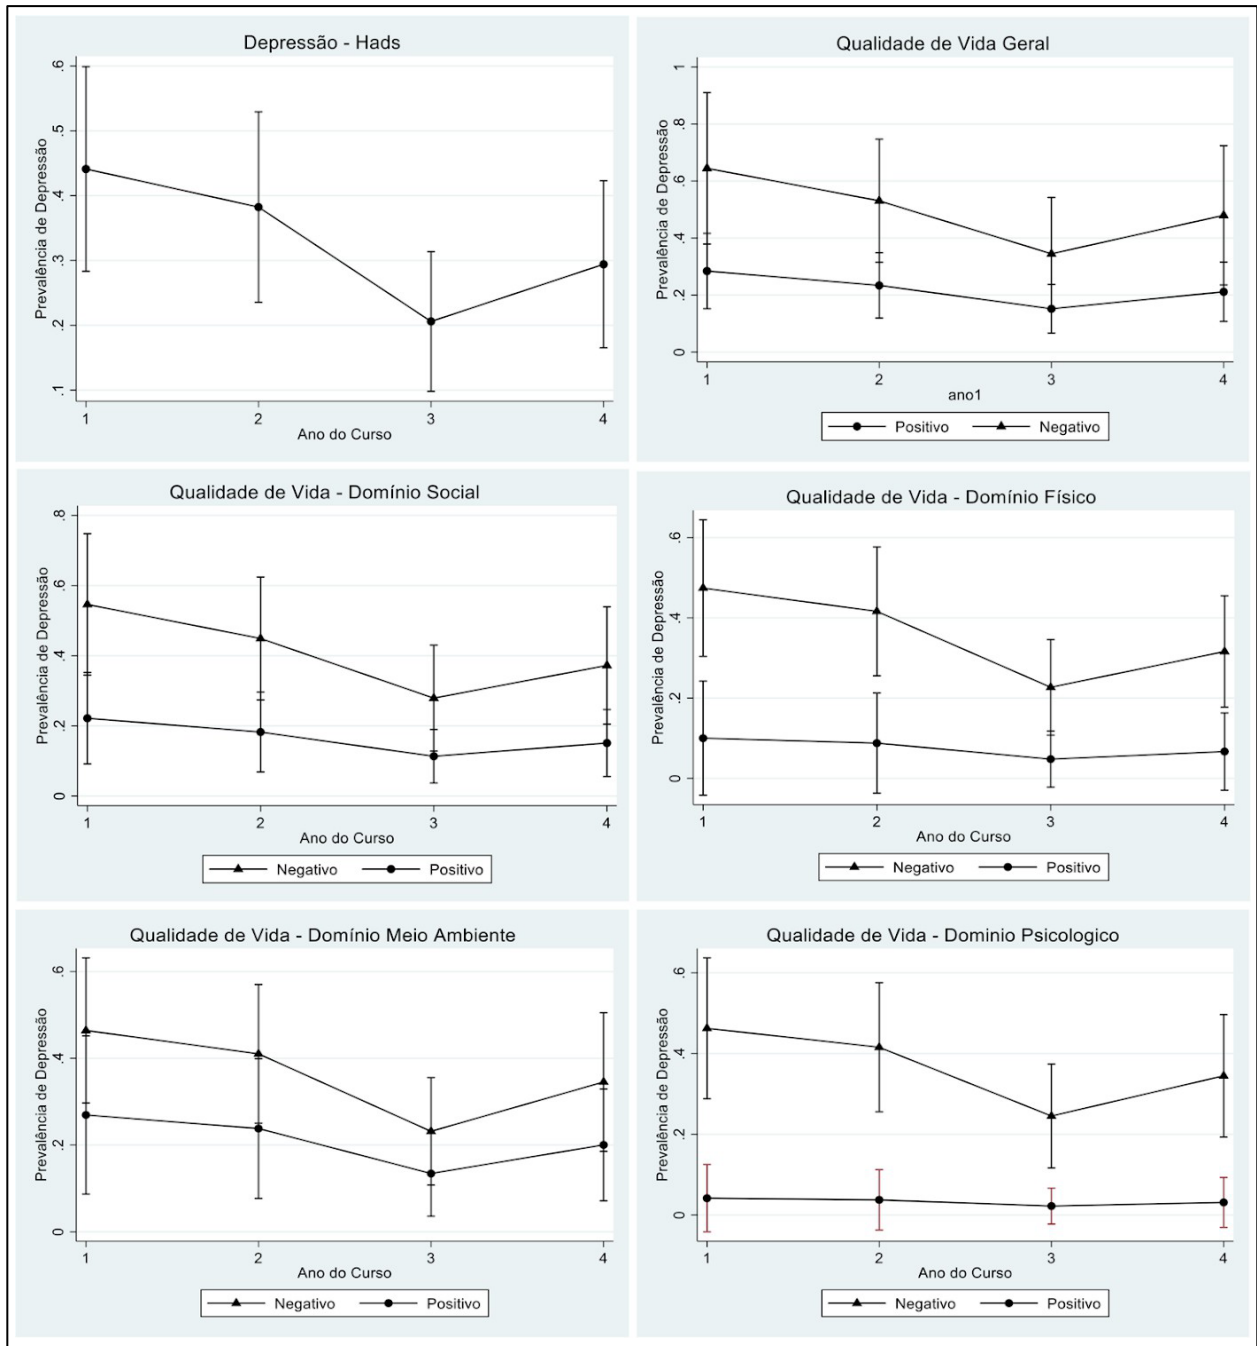 Depressão - Hads
Prevalência de Depressão
.6
.5
.4
.3
.2
.1
1 2 3 4
Ano do Curso
Qualidade de Vida Geral
Prevalência de Depressão
1
.8
.6
.4
.2
0
1 2 3 4
ano1
Positivo Negativo
Qualidade de Vida - Domínio Social
Prevalência de Depressão
.8
.6
.4
.2
0
1 2 3 4
Ano do Curso
Negativo Positivo
Qualidade de Vida - Domínio Físico
Prevalência de Depressão
.6
.4
.2
0
1 2 3 4
Ano do Curso
Negativo Positivo
Qualidade de Vida - Domínio Meio Ambiente
Prevalência de Depressão
.6
.4
.2
0
1 2 3 4
Ano do Curso
Negativo Positivo
Qualidade de Vida - Dominio Psicologico
Prevalência de Depressão
.6
.4
.2
0
1 2 3 4
Ano do Curso
Negativo Positivo